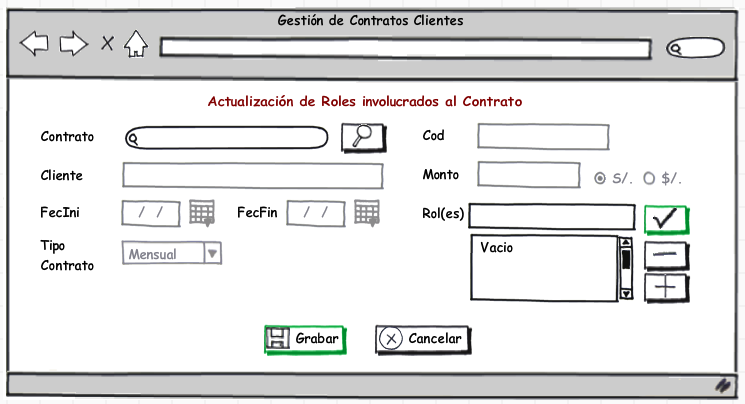 Gestión de Contratos Clientes
Actualización de Roles involucrados al Contrato
Contrato
Cod
Cliente
Monto
S/.
$/.
FecIni
/ /
FecFin
/ /
Rol(es)
Tipo
Contrato
Mensual
Vacio
Grabar
Cancelar